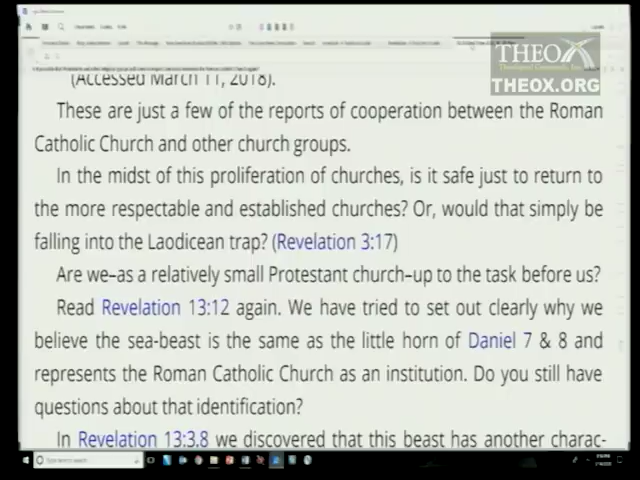 THEOX
THEOX.ORG
(Accessed March 11, 2018).
These are just a few of the reports of cooperation between the Roman
Catholic Church and other church groups.
In the midst of this proliferation of churches, is it safe just to return to
the more respectable and established churches? Or, would that simply be
falling into the Laodicean trap? (Revelation 3:17)
Are we–as a relatively small Protestant church–up to the task before us?
Read Revelation 13:12 again. We have tried to set out clearly why we
believe the sea-beast is the same as the little horn of Daniel 7 & 8 and
represents the Roman Catholic Church as an institution. Do you still have
questions about that identification?
In Revelation 13:3,8 we discovered that this beast has another charac-